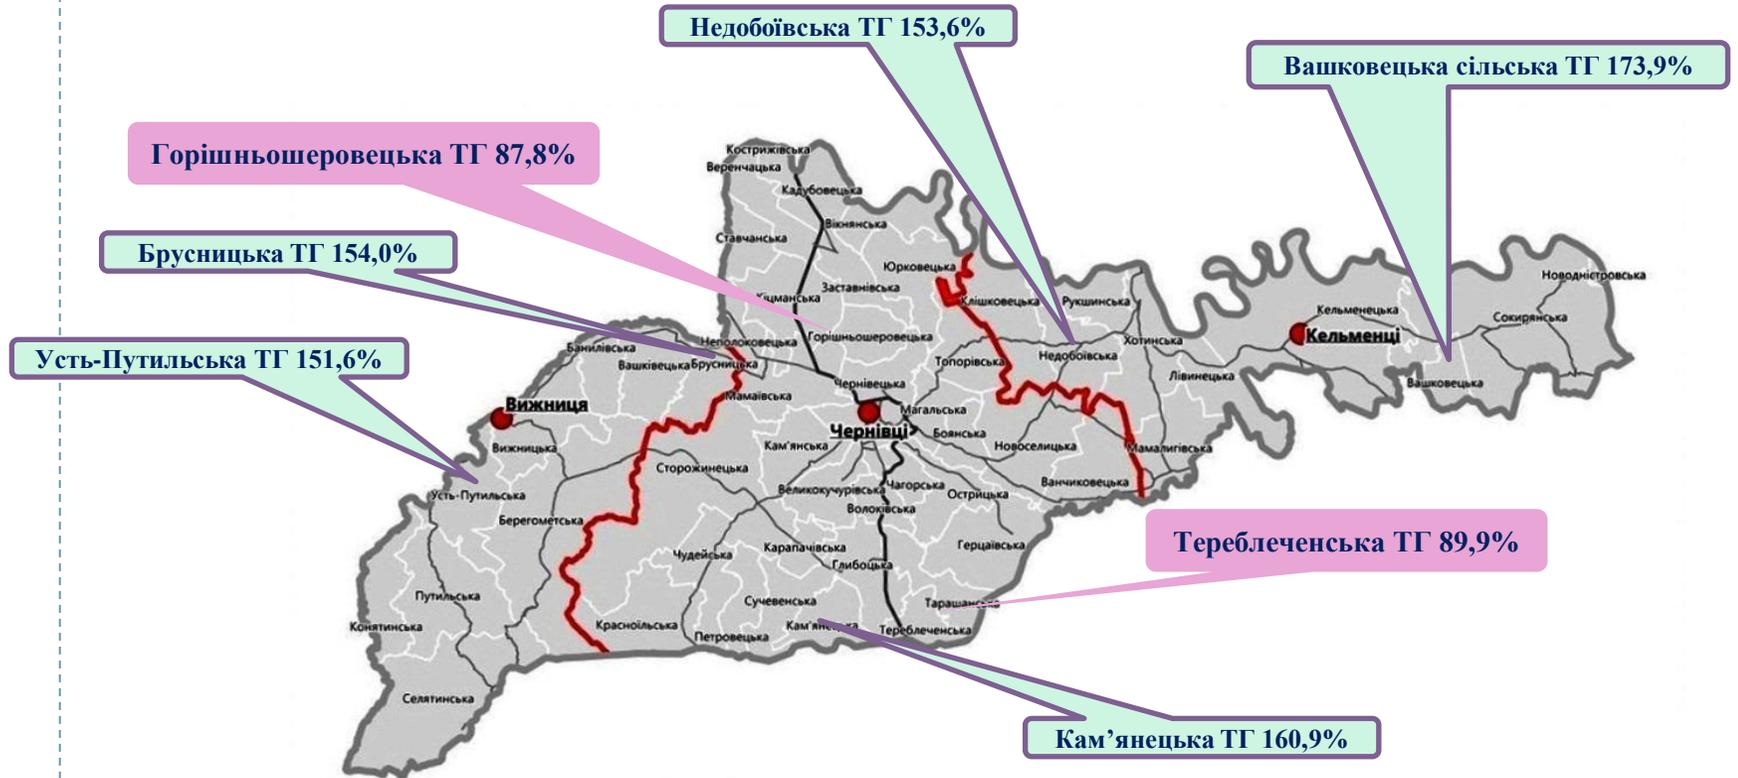 Недобоївська ТГ 153,6%
Вашковецька сільська ТГ 173,9%
Горішньошеровецька ТГ 87,8%
Брусницька ТГ 154,0%
Усть-Путильська ТГ 151,6%
Тереблеченська ТГ 89,9%
Кам’янецька ТГ 160,9%
Кострижівська
Веренчацька
Кадубовецька
Вікнянська
Ставчанська
Юрковецька
Заставнівська
Кіцманська
Клішковецька
Рукшинська
Новодністровська
Кельменецька
Сокирянська
Кельменці
Горішньошеровецька
Неполоковецька
Банилівська
Вашківецька
Брусницька
Топорівська
Недобоївська
Хотинська
Лівинецька
Вашковецька
Чернівецька
Мамаївська
Вижниця
Магальська
Чернівці
Боянська
Вижницька
Кам'янська
Новоселицька
Мамалигівська
Сторожинецька
Ванчиковецька
Усть-Путильська
Великокучурівська
Чагорська
Острицька
Волоківська
Берегометська
Чудейська
Карапачівська
Герцаївська
Глибоцька
Путильська
Сучевенська
Тарашанська
Конятинська
Красноїльська
Кам'янецька
Тереблеченська
Петровецька
Селятинська